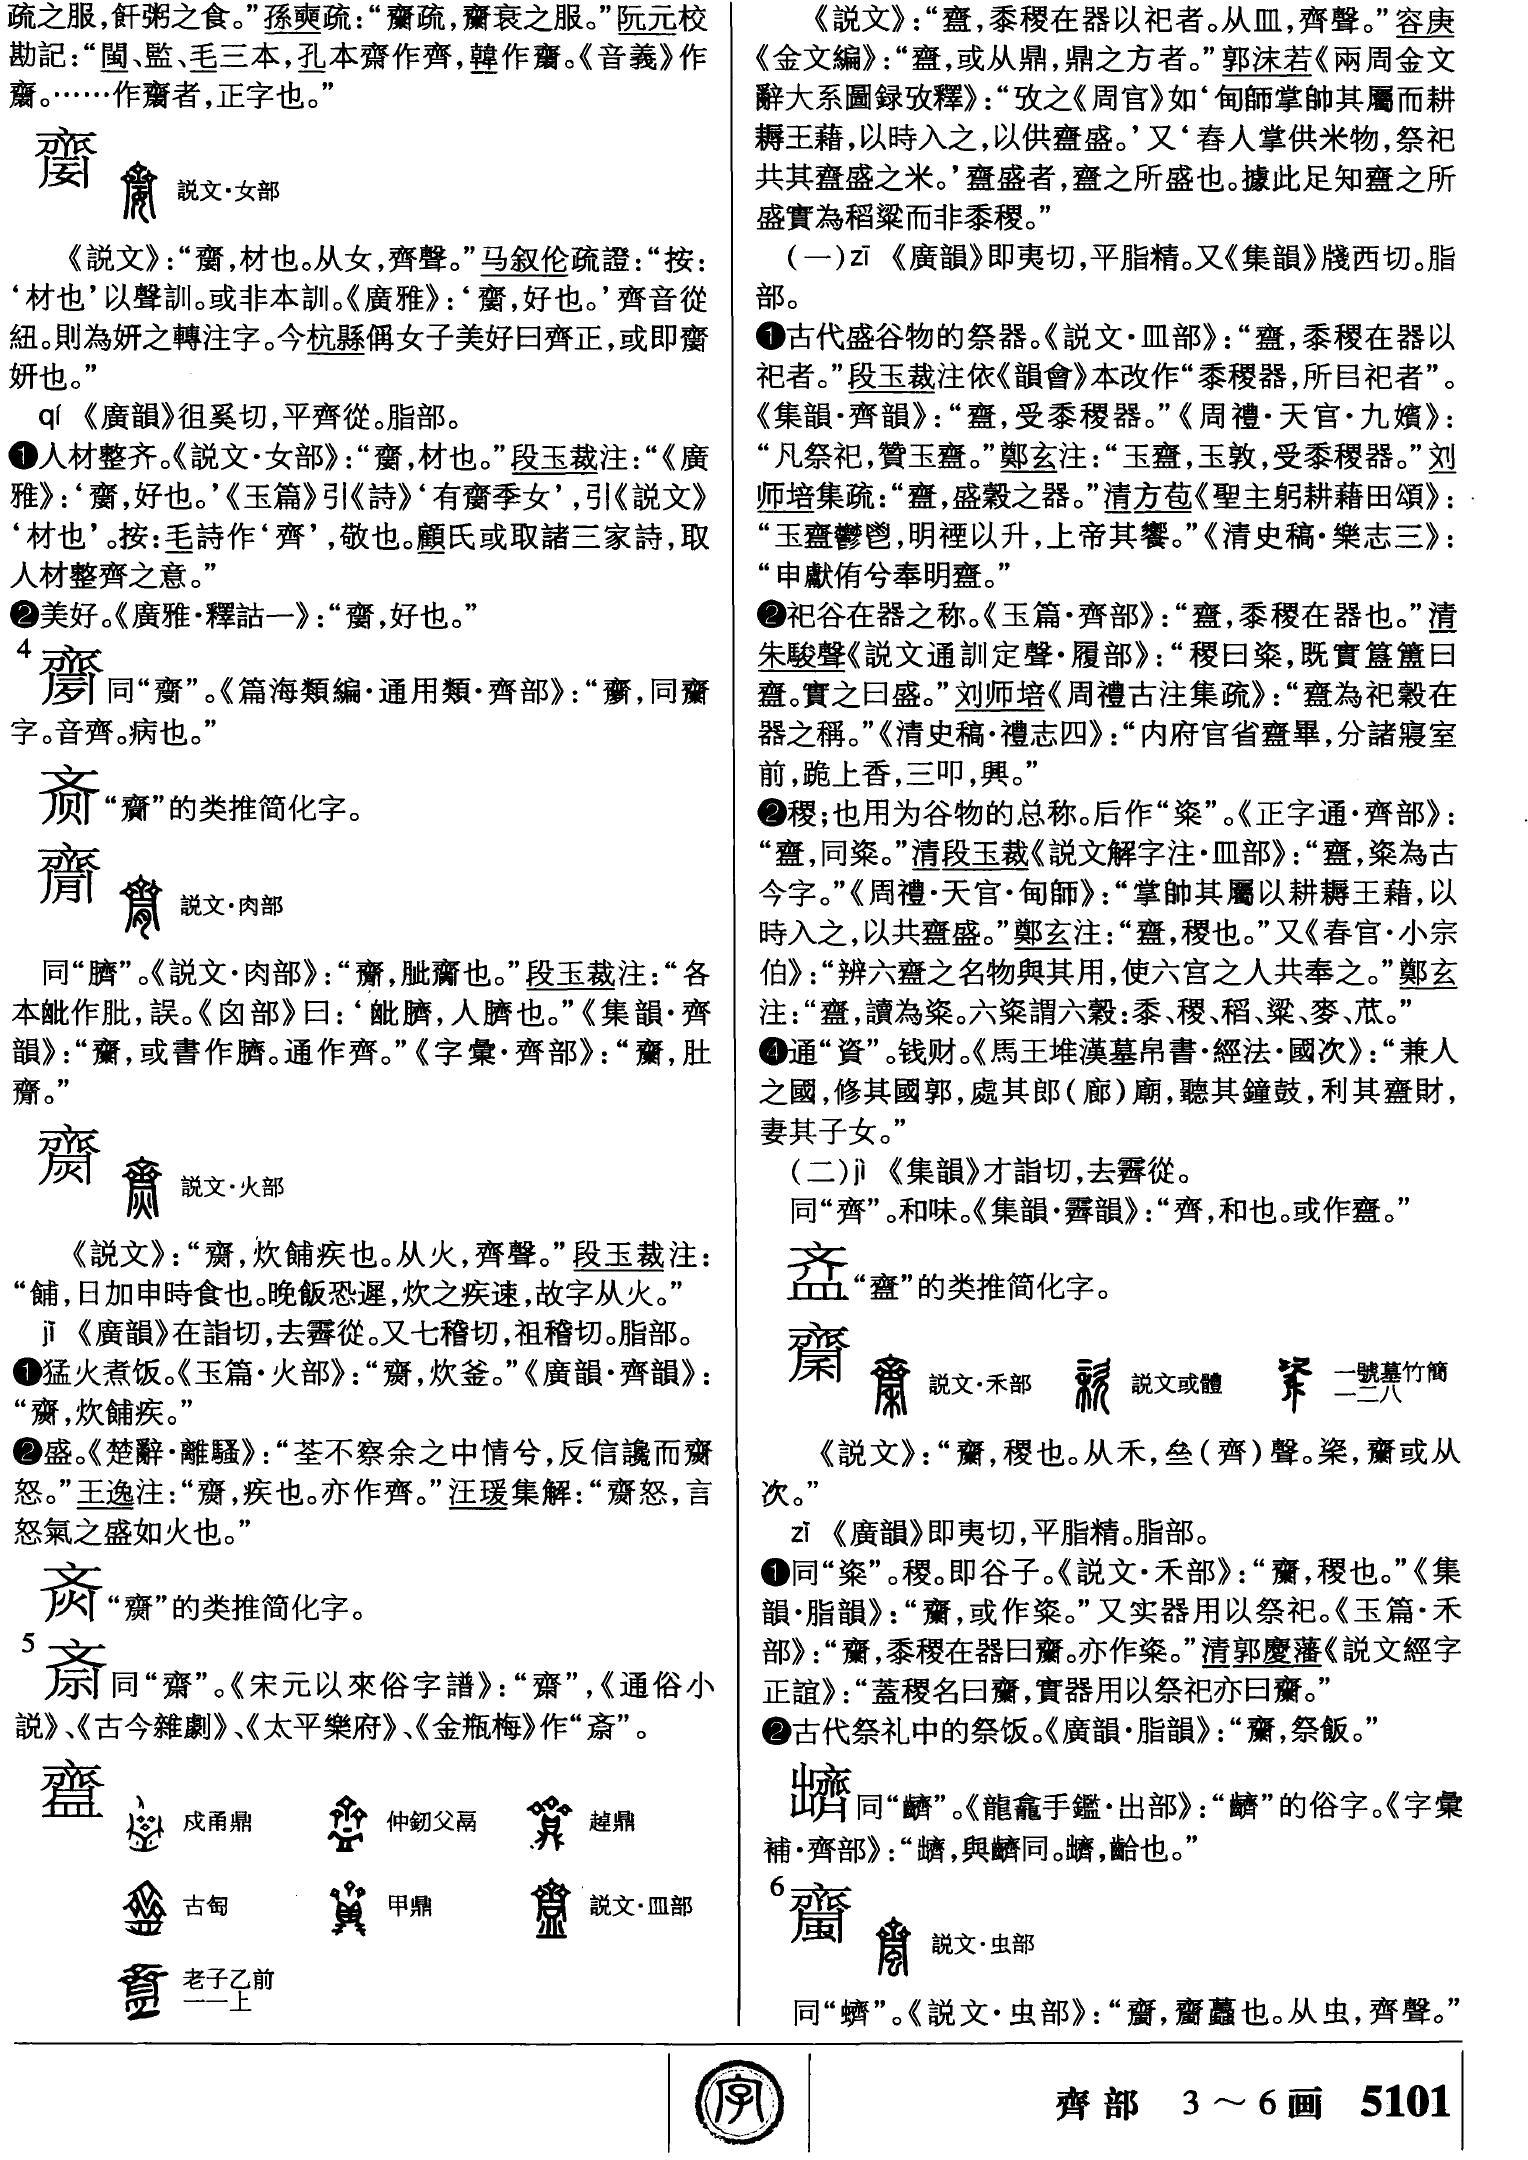 疏之服,飦粥之食。”孫奭疏:“齎疏,齎衰之服。”阮元校
勘記:“閩、監、毛三本,孔本齋作齊,韓作齎。《音義》作
齎。……作齎者,正字也。”
齌 説文·女部
《説文》:“齌,材也。从女,齊聲。”马叙伦疏證:“按:
‘材也’以聲訓。或非本訓。《廣雅》:‘齌,好也。’齊音從
紐。則為妍之轉注字。今杭縣偁女子美好曰齊正,或即齌
妍也。”
qí 《廣韻》徂奚切,平齊從。脂部。
❶人材整齐。《説文·女部》:“齌,材也。”段玉裁注:“《廣
雅》:‘齌,好也。’《玉篇》引《詩》‘有齌季女’,引《説文》
‘材也’。按:毛詩作‘齊’,敬也。顧氏或取諸三家詩,取
人材整齊之意。”
❷美好。《廣雅·釋詁一》:“齌,好也。”
4
同“齎”。《篇海類編·通用類·齊部》:“,同齎
字。音齊。病也。”
“齎”的类推简化字。
説文·肉部
同“臍”。《説文·肉部》:“,肶齎也。”段玉裁注:“各
本㿙作肶,誤。《囟部》曰:‘㿙臍,人臍也。”《集韻·齊
韻》:“,或書作臍。通作齊。”《字彙·齊部》:“,肚
。”
齌 説文·火部
《説文》:“齌,炊餔疾也。从火,齊聲。”段玉裁注:
“餔,日加申時食也。晚飯恐遲,炊之疾速,故字从火。”
jì 《廣韻》在詣切,去霽從。又七稽切,祖稽切。脂部。
❶猛火煮饭。《玉篇·火部》:“齌,炊釜。”《廣韻·齊韻》:
“齌,炊餔疾。”
❷盛。《楚辭·離騷》:“荃不察余之中情兮,反信讒而齌
怒。”王逸注:“齌,疾也。亦作齊。”汪瑗集解:“齌怒,言
怒氣之盛如火也。”
“齌”的类推简化字。
5
斎同“齋”。《宋元以來俗字譜》:“齋”,《通俗小
説》、《古今雜劇》、《太平樂府》、《金瓶梅》作“斎”。
齍 戍甬鼎 仲㓞父鬲 趠鼎
古匋 甲鼎 説文·皿部
老子乙前
一一上
《説文》:“齍,黍稷在器以祀者。从皿,齊聲。”容庚
《金文編》:“齍,或从鼎,鼎之方者。”郭沫若《兩周金文
辭大系圖録攷釋》:“攷之《周官》如‘甸師掌帥其屬而耕
耨王藉,以時入之,以供齍盛。’又‘舂人掌供米物,祭祀
共其齍盛之米。’齍盛者,齍之所盛也。據此足知齍之所
盛實為稻粱而非黍稷。”
(一)zī 《廣韻》即夷切,平脂精。又《集韻》牋西切。脂
部。
❶古代盛谷物的祭器。《説文·皿部》:“齍,黍稷在器以
祀者。”段玉裁注依《韻會》本改作“黍稷器,所㠯祀者”。
《集韻·齊韻》:“齍,受黍稷器。”《周禮·天官·九嬪》:
“凡祭祀,贊玉齍。”鄭玄注:“玉齍,玉敦,受黍稷器。”刘
师培集疏:“齍,盛穀之器。”清方苞《聖主躬耕藉田頌》:
“玉齍鬱鬯,明禋以升,上帝其饗。”《清史稿·樂志三》:
“申獻侑兮奉明齍。”
❷祀谷在器之称。《玉篇·齊部》:“齍,黍稷在器也。”清
朱駿聲《説文通訓定聲·履部》:“稷曰粢,既實簋簠曰
齍。實之曰盛。”刘师培《周禮古注集疏》:“齍為祀穀在
器之稱。”《清史稿·禮志四》:“内府官省齍畢,分諸寢室
前,跪上香,三叩,興。”
❷稷;也用为谷物的总称。后作“粢”。《正字通·齊部》:
“齍,同粢。”清段玉裁《説文解字注·皿部》:“齍,粢為古
今字。”《周禮·天官·甸師》:“掌帥其屬以耕耨王藉,以
時入之,以共齍盛。”鄭玄注:“齍,稷也。”又《春官·小宗
伯》:“辨六齍之名物與其用,使六宫之人共奉之。”鄭玄
注:“齍,讀為粢。六粢謂六穀:黍、稷、稻、粱、麥、苽。”
❹通“資”。钱财。《馬王堆漢墓帛書·經法·國次》:“兼人
之國,修其國郭,處其郎(廊)廟,聽其鐘鼓,利其齍財,
妻其子女。”
(二)jì 《集韻》才詣切,去霽從。
同“齊”。和味。《集韻·霽韻》:“齊,和也。或作齍。”
“齍”的类推简化字。
齋 説文·禾部 説文或體 一號墓竹簡
一二八
《説文》:“,稷也。从禾,亝(齊)聲。秶,或从
次。”
zī 《廣韻》即夷切,平脂精。脂部。
❶同“粢”。稷。即谷子。《説文·禾部》:“,稷也。”《集
韻·脂韻》:“,或作粢。”又实器用以祭祀。《玉篇·禾
部》:“,黍稷在器曰。亦作粢。”清郭慶藩《説文經字
正誼》:“蓋稷名曰,實器用以祭祀亦曰。”
❷古代祭礼中的祭饭。《廣韻·脂韻》:“,祭飯。”
同“齏”。《龍龕手鑑·出部》:“”的俗字。《字彙
補·齊部》:“,與同。,齝也。”
6
説文·虫部
同“蠐”。《説文·虫部》:“,蠹也。从虫,齊聲。”
字
齊部 3～6画 5101